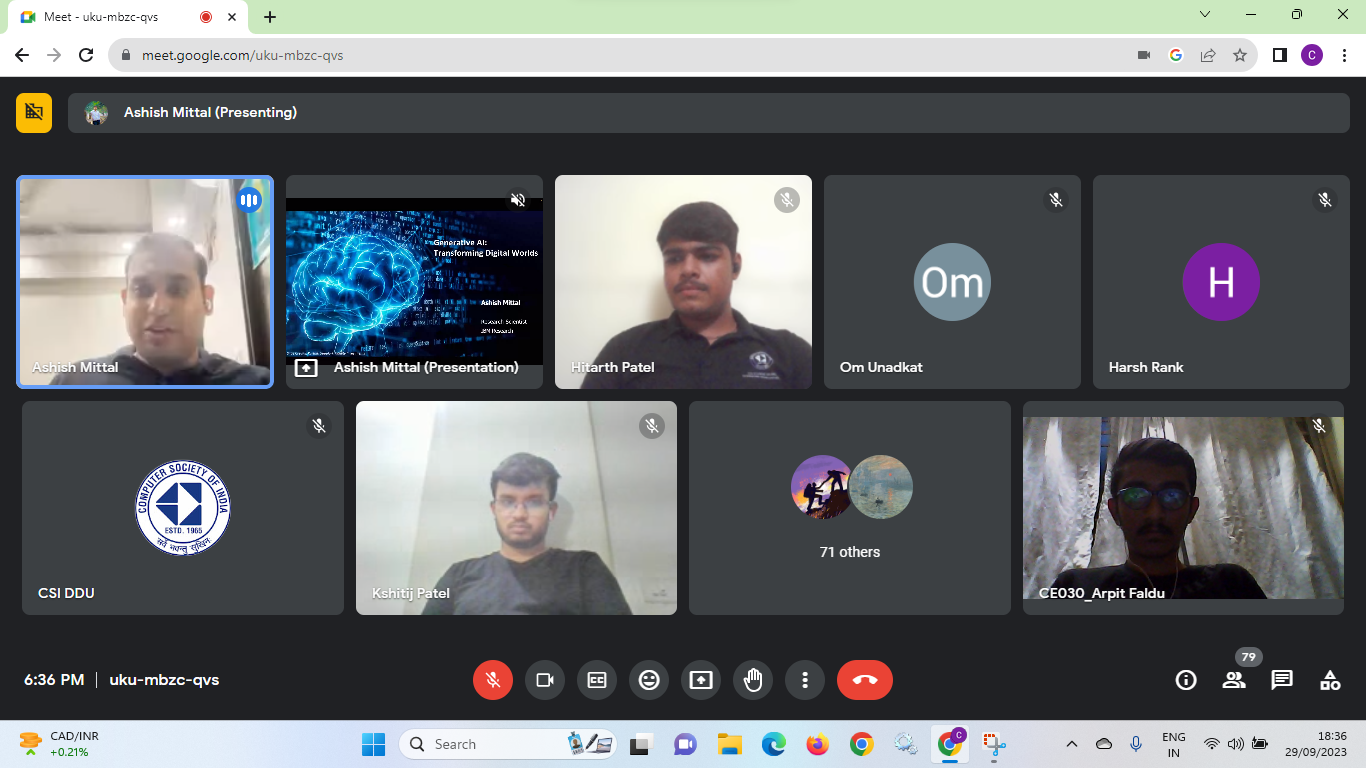 Meet - uku-mbzc-qvs
meet.google.com/uku-mbzc-qvs
C
Ashish Mittal (Presenting)
Generative AI:
Transforming Digital Worlds
Ashish Mittal
Research Scientist
IBM Research
Ashish Mittal
Ashish Mittal (Presentation)
Hitarth Patel
Om
Om Unadkat
H
Harsh Rank
COMPUTER SOCIETY OF INDIA
ESTD. 1965
सर्वे भवन्तु सुखिनः
CSI DDU
Kshitij Patel
71 others
CE030_Arpit Faldu
6:36 PM | uku-mbzc-qvs
79
CAD/INR
+0.21%
Search
C
ENG
IN
18:36
29/09/2023